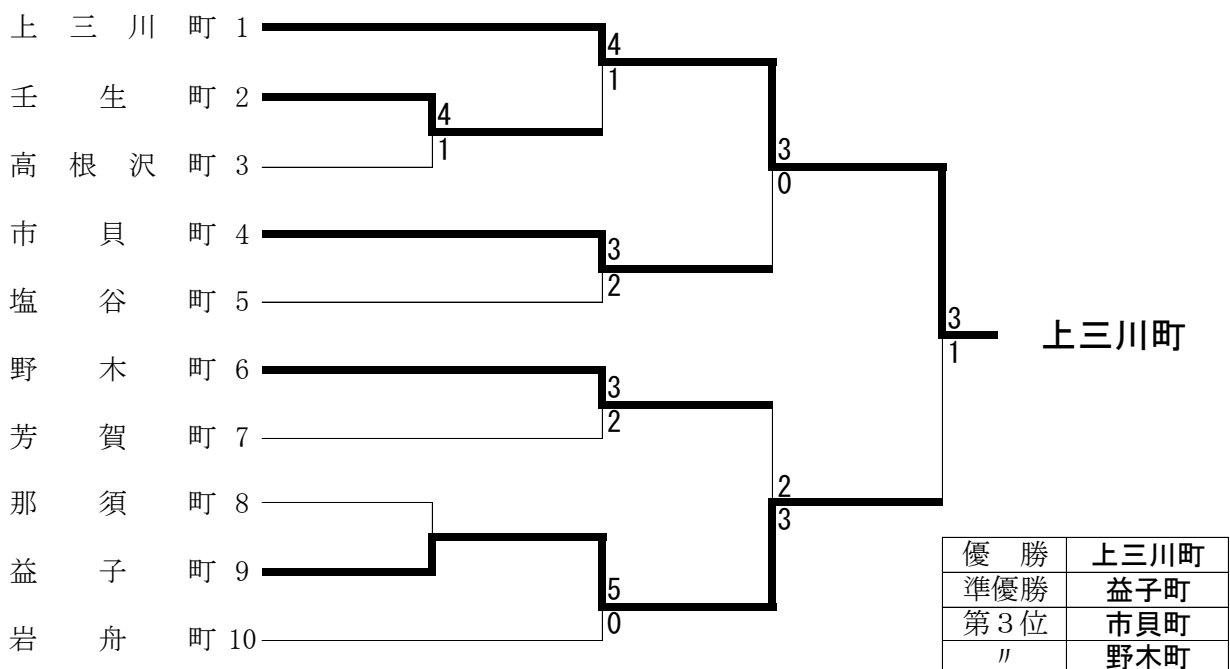 上三川町 1
4
1
壬生町 2
4
1
高根沢町 3
3
0
市貝町 4
3
2
塩谷町 5
3
1
上三川町
野木町 6
3
2
芳賀町 7
那須町 8
2
3
益子町 9
5
0
岩舟町 10
優勝 上三川町
準優勝 益子町
第3位 市貝町
〃 野木町